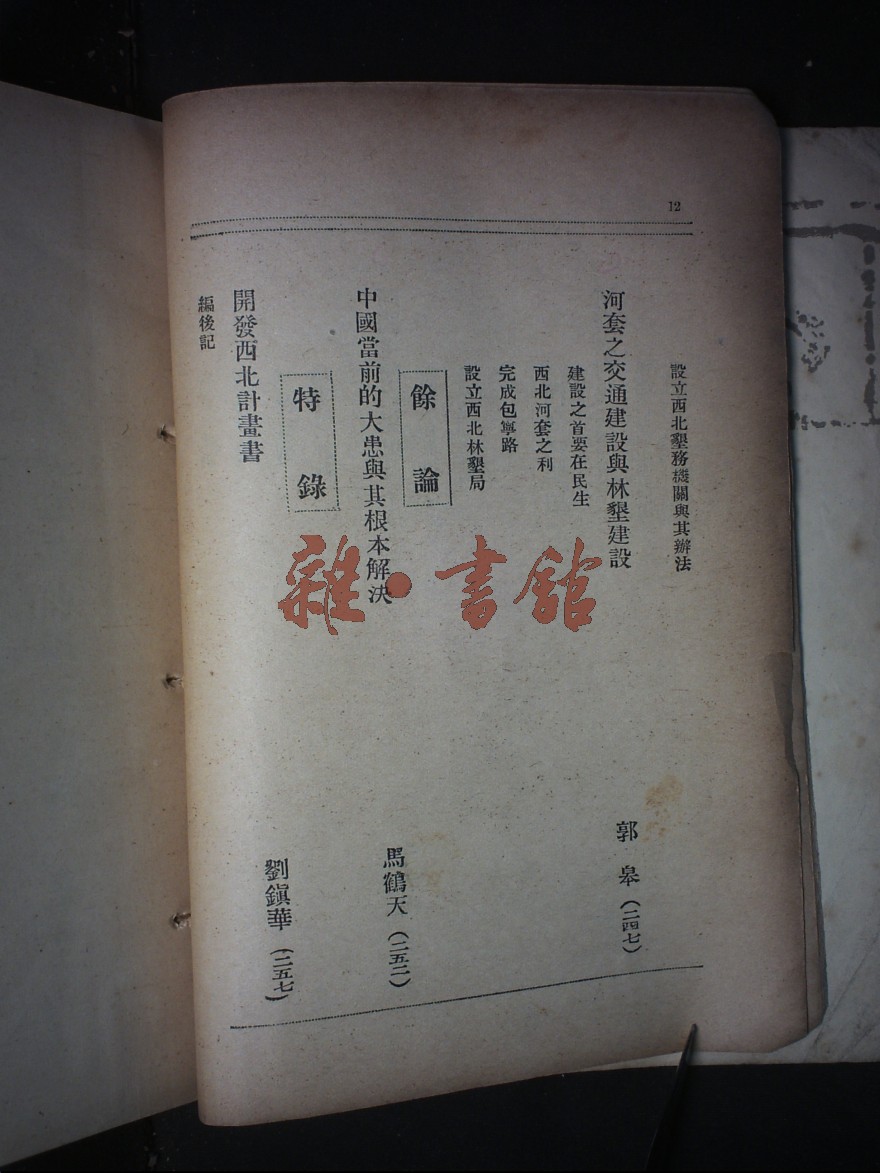 12
設立西北墾務機關與其辦法
河套之交通建設與林墾建設
郭　皋（二四七）
建設之首要在民生
西北河套之利
完成包寧路
設立西北林墾局
餘論
中國當前的大患與其根本解決
馬鶴天（二五二）
特錄
開發西北計畫書
劉鎭華（二五七）
編後記
雜·書館